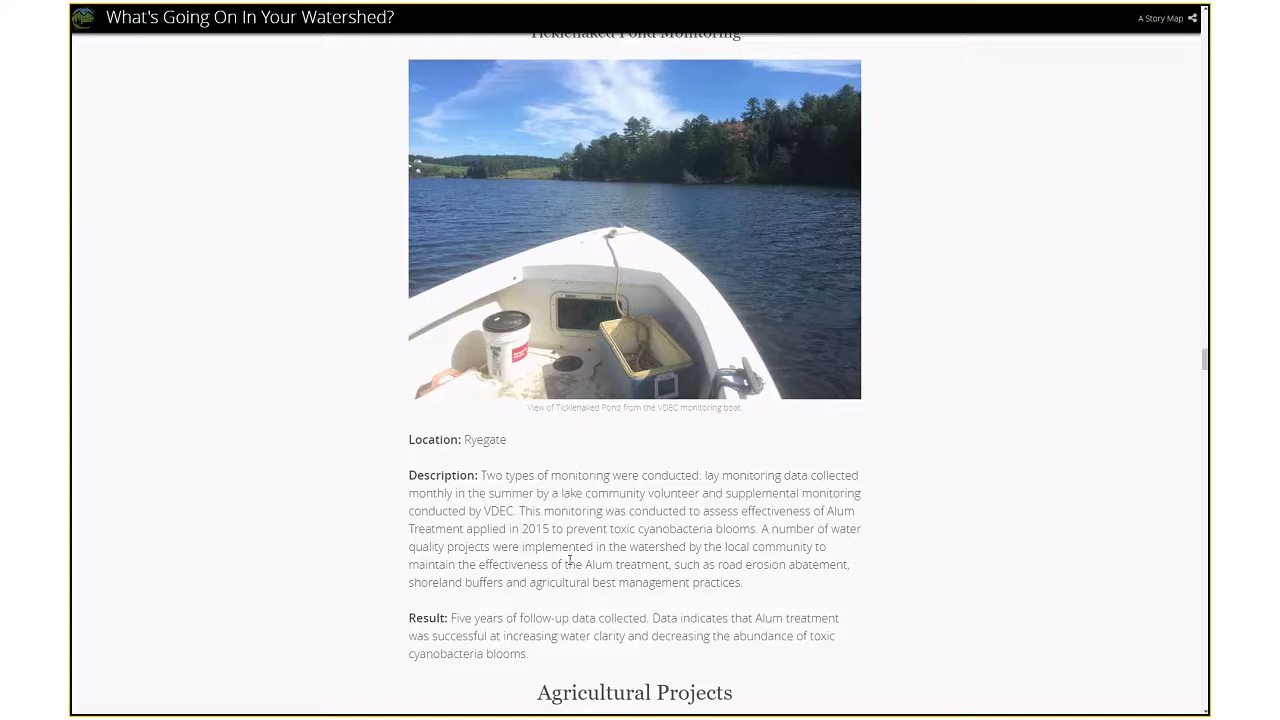 What's Going On In Your Watershed?
A Story Map
Ticklenaked Pond Monitoring
View of Ticklenaked Pond from the VDEC monitoring boat.
Location: Ryegate
Description: Two types of monitoring were conducted: lay monitoring data collected
monthly in the summer by a lake community volunteer and supplemental monitoring
conducted by VDEC. This monitoring was conducted to assess effectiveness of Alum
Treatment applied in 2015 to prevent toxic cyanobacteria blooms. A number of water
quality projects were implemented in the watershed by the local community to
maintain the effectiveness of the Alum treatment, such as road erosion abatement,
shoreland buffers and agricultural best management practices.
Result: Five years of follow-up data collected. Data indicates that Alum treatment
was successful at increasing water clarity and decreasing the abundance of toxic
cyanobacteria blooms.
Agricultural Projects